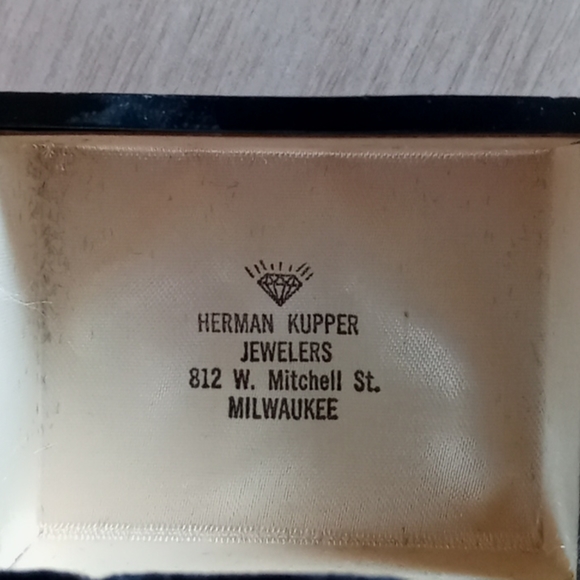 HERMAN KUPPER
JEWELERS
812 W. Mitchell St.
MILWAUKEE